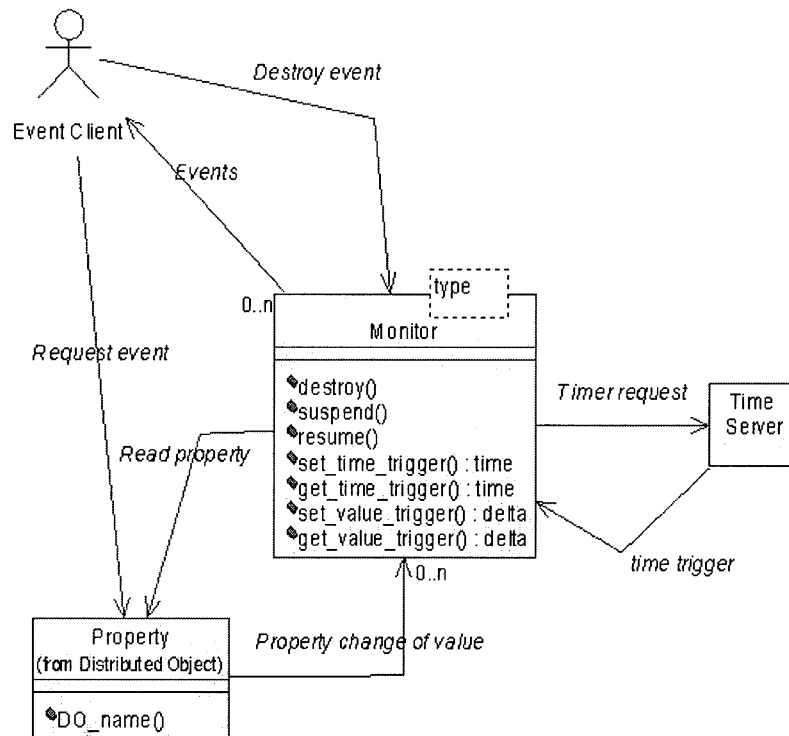 Destroy event
Event Client
Events
type
0..n
Monitor
Request event
destroy()
suspend()
resume()
set_time_trigger() : time
get_time_trigger() : time
set_value_trigger() : delta
get_value_trigger() : delta
Timer request
Time
Server
Read property
time trigger
0..n
Property
(from Distributed Object)
Property change of value
DO_name()